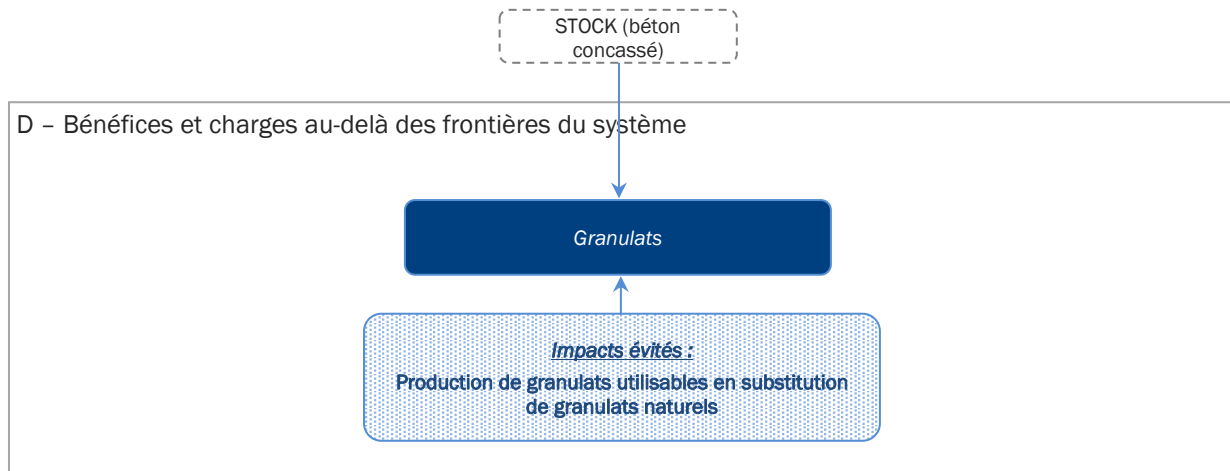 STOCK (béton
concassé)
D – Bénéfices et charges au-delà des frontières du système
Granulats
Impacts évités :
Production de granulats utilisables en substitution
de granulats naturels